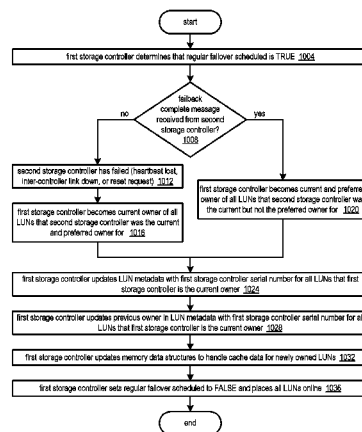 start
first storage controller determines that regular failover scheduled is TRUE 1004
failback
complete message
received from second
storage controller?
1008
no
yes
second storage controller has failed (heartbeat lost,
inter-controller link down, or reset request) 1012
first storage controller becomes current owner of all
LUNs that second storage controller was the current
and preferred owner for 1016
first storage controller becomes current and preferred
owner of all LUNs that second storage controller was
the current but not the preferred owner for 1020
first storage controller updates LUN metadata with first storage controller serial number for all LUNs that first
storage controller is the current owner 1024
first storage controller updates previous owner in LUN metadata with first storage controller serial number for all
LUNs that first storage controller is the current owner 1028
first storage controller updates memory data structures to handle cache data for newly owned LUNs 1032
first storage controller sets regular failover scheduled to FALSE and places all LUNs online 1036
end